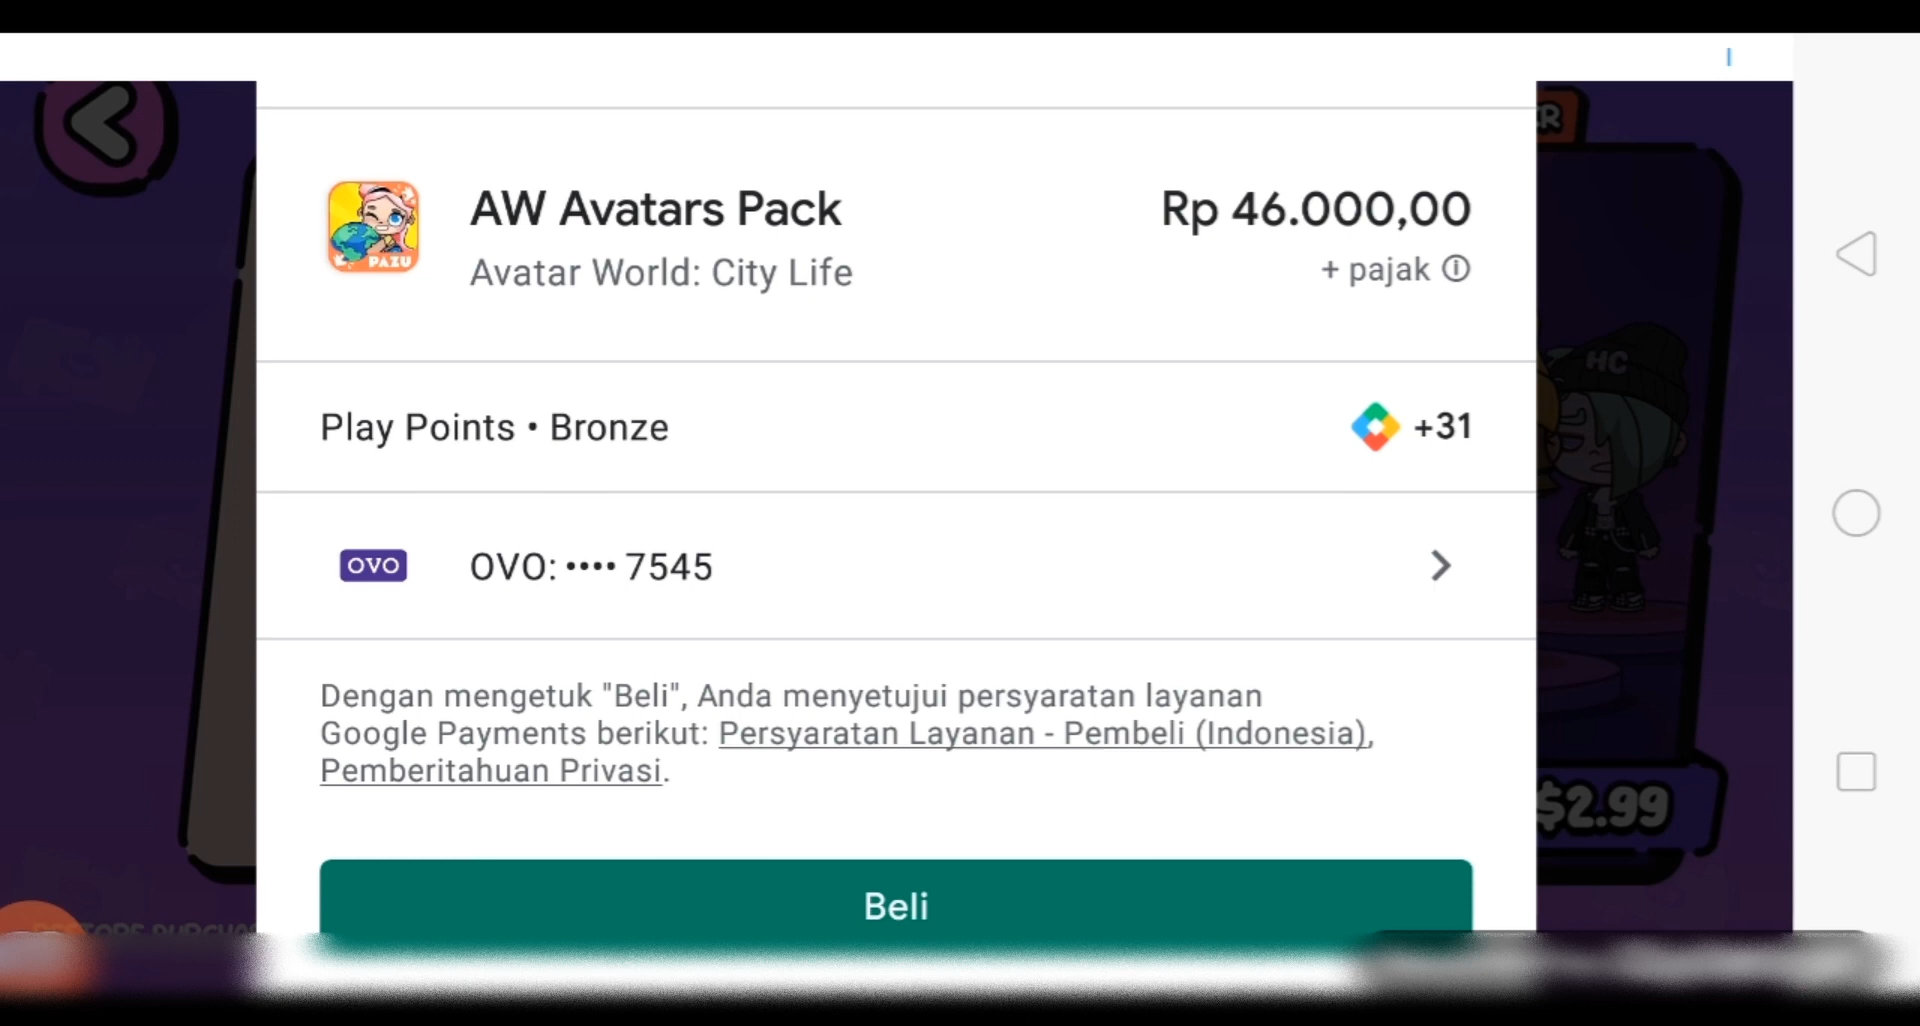 AW Avatars Pack
Rp 46.000,00
Avatar World: City Life
+ pajak
PAZU
Play Points • Bronze
+31
OVO
OVO: •••• 7545
Dengan mengetuk "Beli", Anda menyetujui persyaratan layanan
Google Payments berikut: Persyaratan Layanan - Pembeli (Indonesia),
Pemberitahuan Privasi.
Beli
HC
$2.99